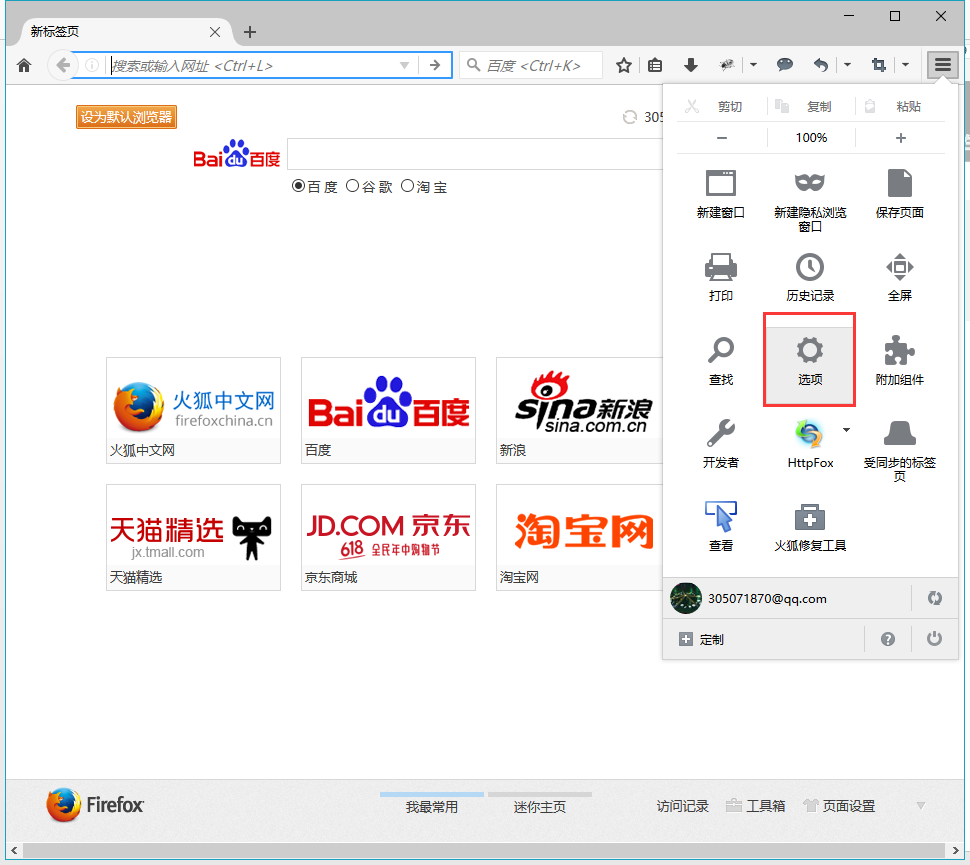 新标签页
搜索或输入网址 <Ctrl+L>
百度 <Ctrl+K>
设为默认浏览器
305
Bai du 百度
百度 谷歌 淘宝
火狐中文网
firefoxchina.cn
火狐中文网
Bai du 百度
百度
sina新浪
sina.com.cn
新浪
天猫精选
jx.tmall.com
天猫精选
JD.COM 京东
618 全民年中购物节
京东商城
淘宝网
淘宝网
剪切 复制 粘贴
− 100% +
新建窗口
新建隐私浏览
窗口
保存页面
打印
历史记录
全屏
查找
选项
附加组件
开发者
HttpFox
受同步的标签
页
查看
火狐修复工具
305071870@qq.com
定制
Firefox
我最常用
迷你主页
访问记录
工具箱
页面设置